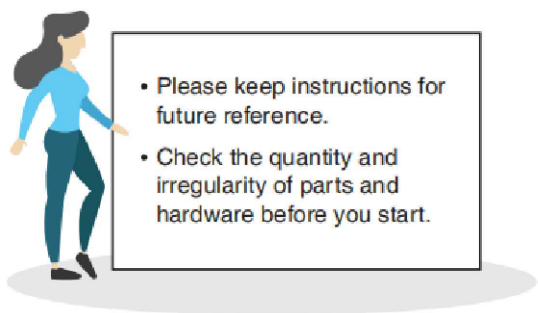 • Please keep instructions for
future reference.
• Check the quantity and
irregularity of parts and
hardware before you start.